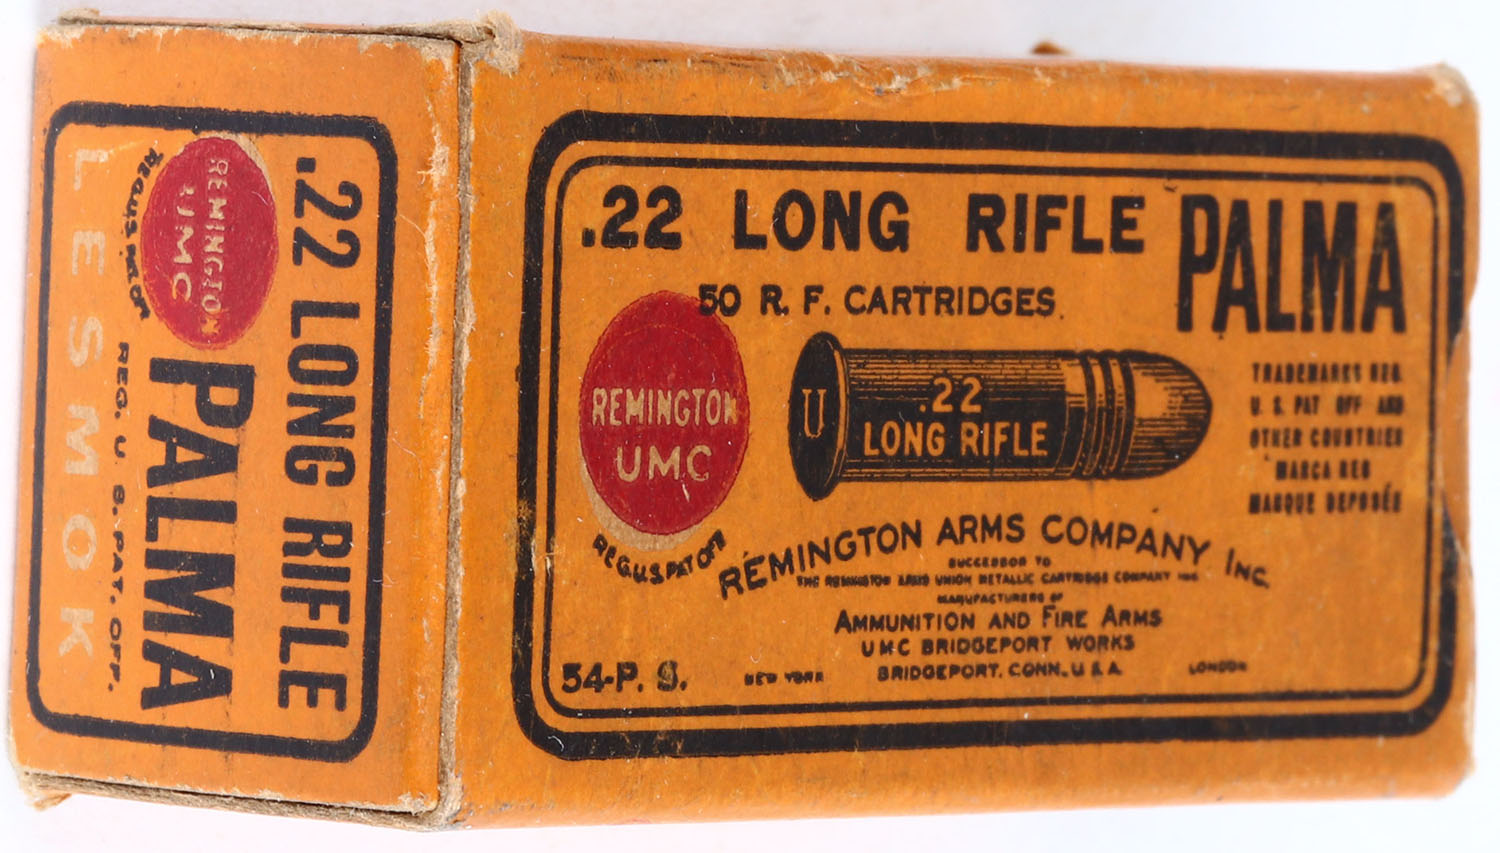 .22 LONG RIFLE
REMINGTON
UMC
REG.U.S.PAT.OFF.
PALMA
REG. U. S. PAT. OFF.
LESMOK
.22 LONG RIFLE PALMA
50 R. F. CARTRIDGES.
REMINGTON
UMC
REG.U.S.PAT.OFF.
U
.22
LONG RIFLE
TRADEMARKS REG.
U. S. PAT OFF AND
OTHER COUNTRIES
MARCA REG
MARQUE DEPOSÉE
REMINGTON ARMS COMPANY INC.
SUCCESSOR TO
THE REMINGTON ARMS UNION METALLIC CARTRIDGE COMPANY INC
MANUFACTURERS OF
AMMUNITION AND FIRE ARMS
UMC BRIDGEPORT WORKS
BRIDGEPORT, CONN., U.S.A.
54-P. S.
NEW YORK
LONDON